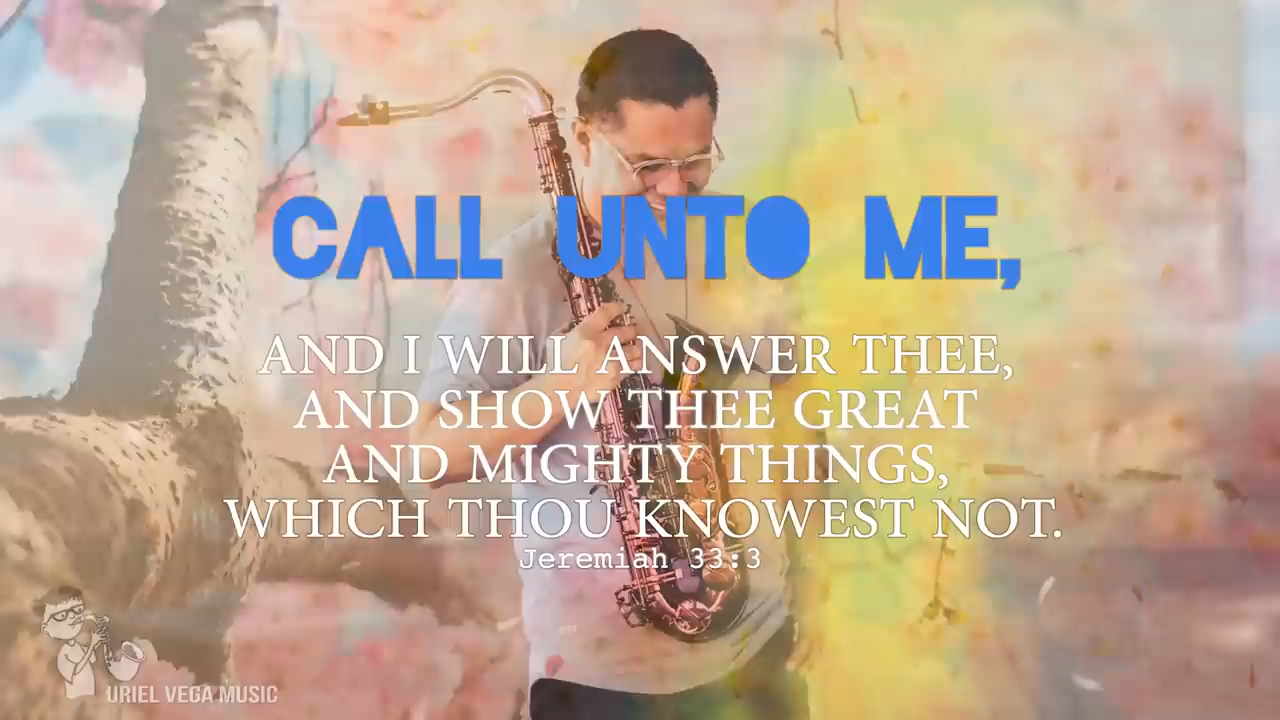 CALL UNTO ME,
AND I WILL ANSWER THEE,
AND SHOW THEE GREAT
AND MIGHTY THINGS,
WHICH THOU KNOWEST NOT.
Jeremiah 33:3
URIEL VEGA MUSIC